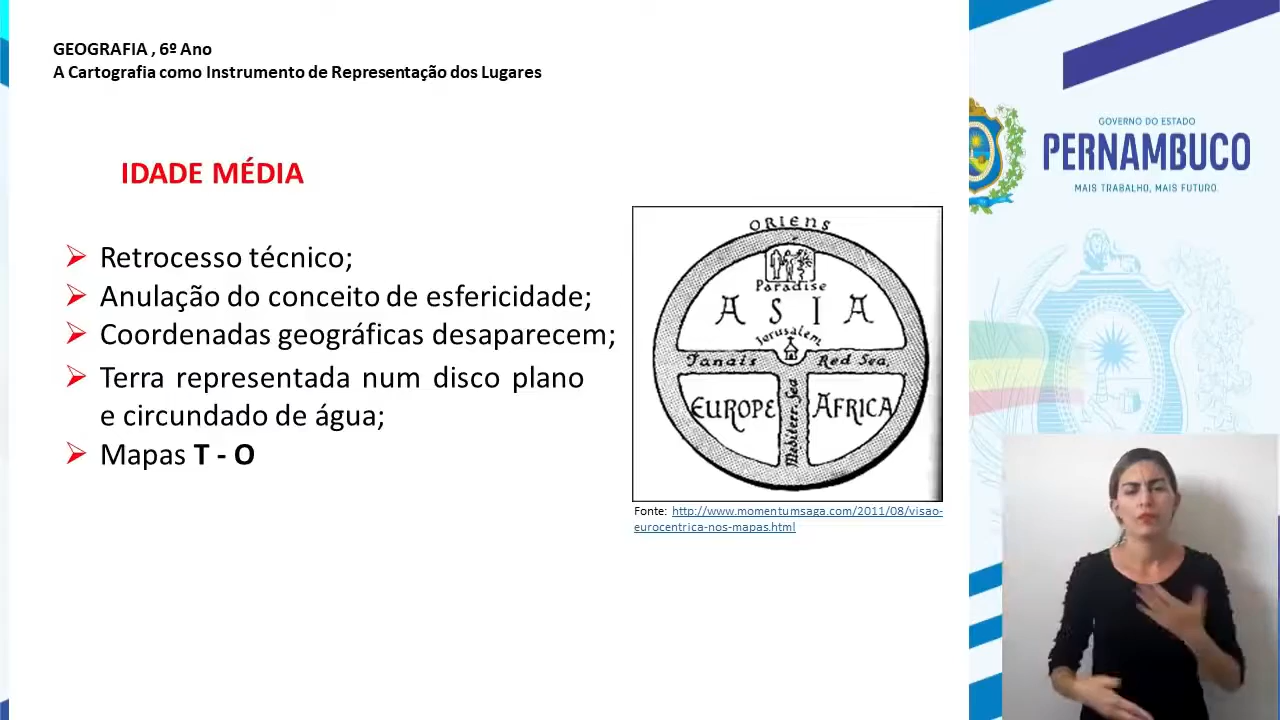 GEOGRAFIA , 6º Ano
A Cartografia como Instrumento de Representação dos Lugares
IDADE MÉDIA
Retrocesso técnico;
Anulação do conceito de esfericidade;
Coordenadas geográficas desaparecem;
Terra representada num disco plano
e circundado de água;
Mapas T - O
ORIENS
Paradise
ASIA
Jerusalem
Tanais
Red Sea
Mediterr. Sea
EUROPE
AFRICA
Fonte: http://www.momentumsaga.com/2011/08/visao-
eurocentrica-nos-mapas.html
GOVERNO DO ESTADO
PERNAMBUCO
MAIS TRABALHO, MAIS FUTURO.